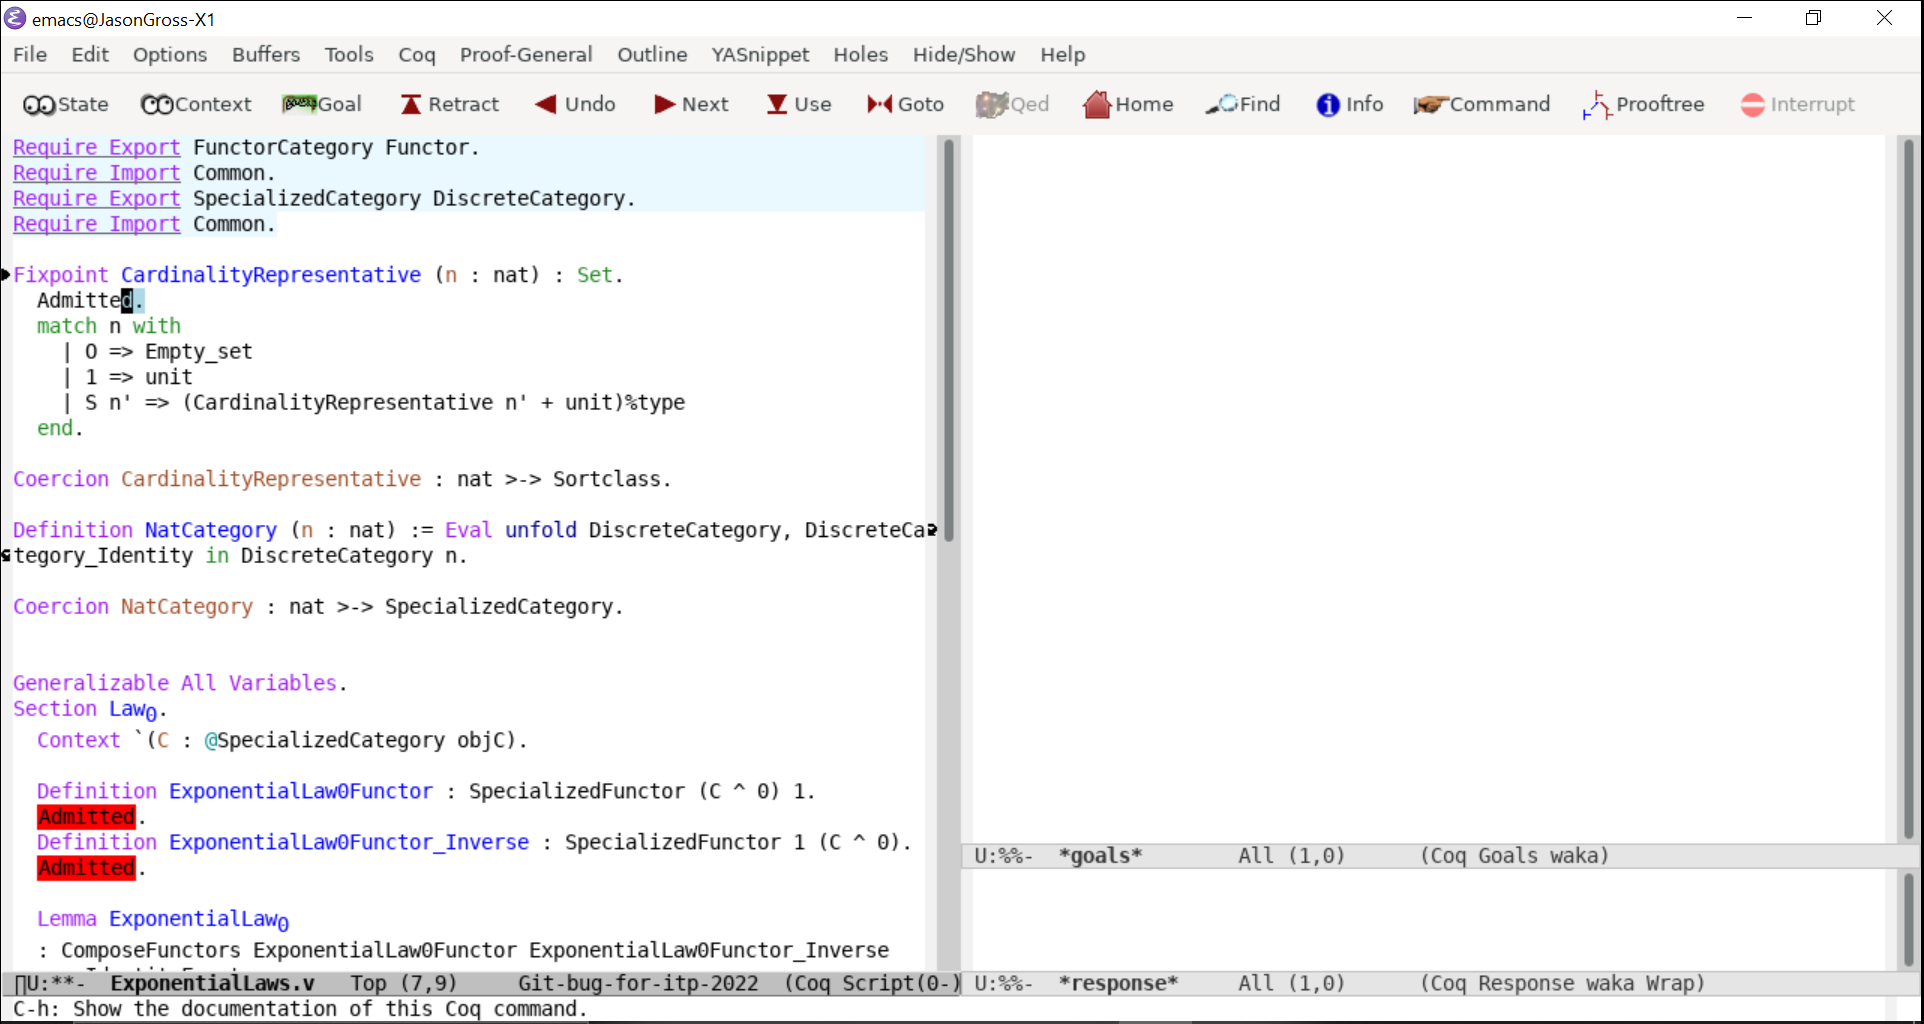 emacs@JasonGross-X1
File Edit Options Buffers Tools Coq Proof-General Outline YASnippet Holes Hide/Show Help
State Context Goal Retract Undo Next Use Goto Qed Home Find Info Command Prooftree Interrupt
Require Export FunctorCategory Functor.
Require Import Common.
Require Export SpecializedCategory DiscreteCategory.
Require Import Common.
Fixpoint CardinalityRepresentative (n : nat) : Set.
Admitted.
match n with
| O => Empty_set
| 1 => unit
| S n' => (CardinalityRepresentative n' + unit)%type
end.
Coercion CardinalityRepresentative : nat >-> Sortclass.
Definition NatCategory (n : nat) := Eval unfold DiscreteCategory, DiscreteCa
tegory_Identity in DiscreteCategory n.
Coercion NatCategory : nat >-> SpecializedCategory.
Generalizable All Variables.
Section Law0.
Context `(C : @SpecializedCategory objC).
Definition ExponentialLaw0Functor : SpecializedFunctor (C ^ 0) 1.
Admitted.
Definition ExponentialLaw0Functor_Inverse : SpecializedFunctor 1 (C ^ 0).
Admitted.
Lemma ExponentialLaw0
: ComposeFunctors ExponentialLaw0Functor ExponentialLaw0Functor_Inverse
U:**- ExponentialLaws.v Top (7,9) Git-bug-for-itp-2022 (Coq Script(0-)
C-h: Show the documentation of this Coq command.
U:%%- *goals* All (1,0) (Coq Goals waka)
U:%%- *response* All (1,0) (Coq Response waka Wrap)